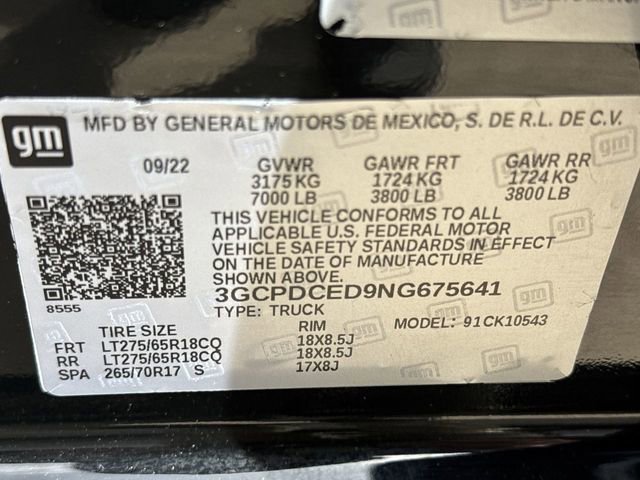 gm
MFD BY GENERAL MOTORS DE MEXICO, S. DE R.L. DE C.V.
09/22 GVWR GAWR FRT GAWR RR
3175 KG 1724 KG 1724 KG
7000 LB 3800 LB 3800 LB
THIS VEHICLE CONFORMS TO ALL
APPLICABLE U.S. FEDERAL MOTOR
VEHICLE SAFETY STANDARDS IN EFFECT
ON THE DATE OF MANUFACTURE
SHOWN ABOVE.
8555
3GCPDCED9NG675641
TYPE: TRUCK
TIRE SIZE RIM MODEL: 91CK10543
FRT LT275/65R18CQ 18X8.5J
RR LT275/65R18CQ 18X8.5J
SPA 265/70R17 S 17X8J